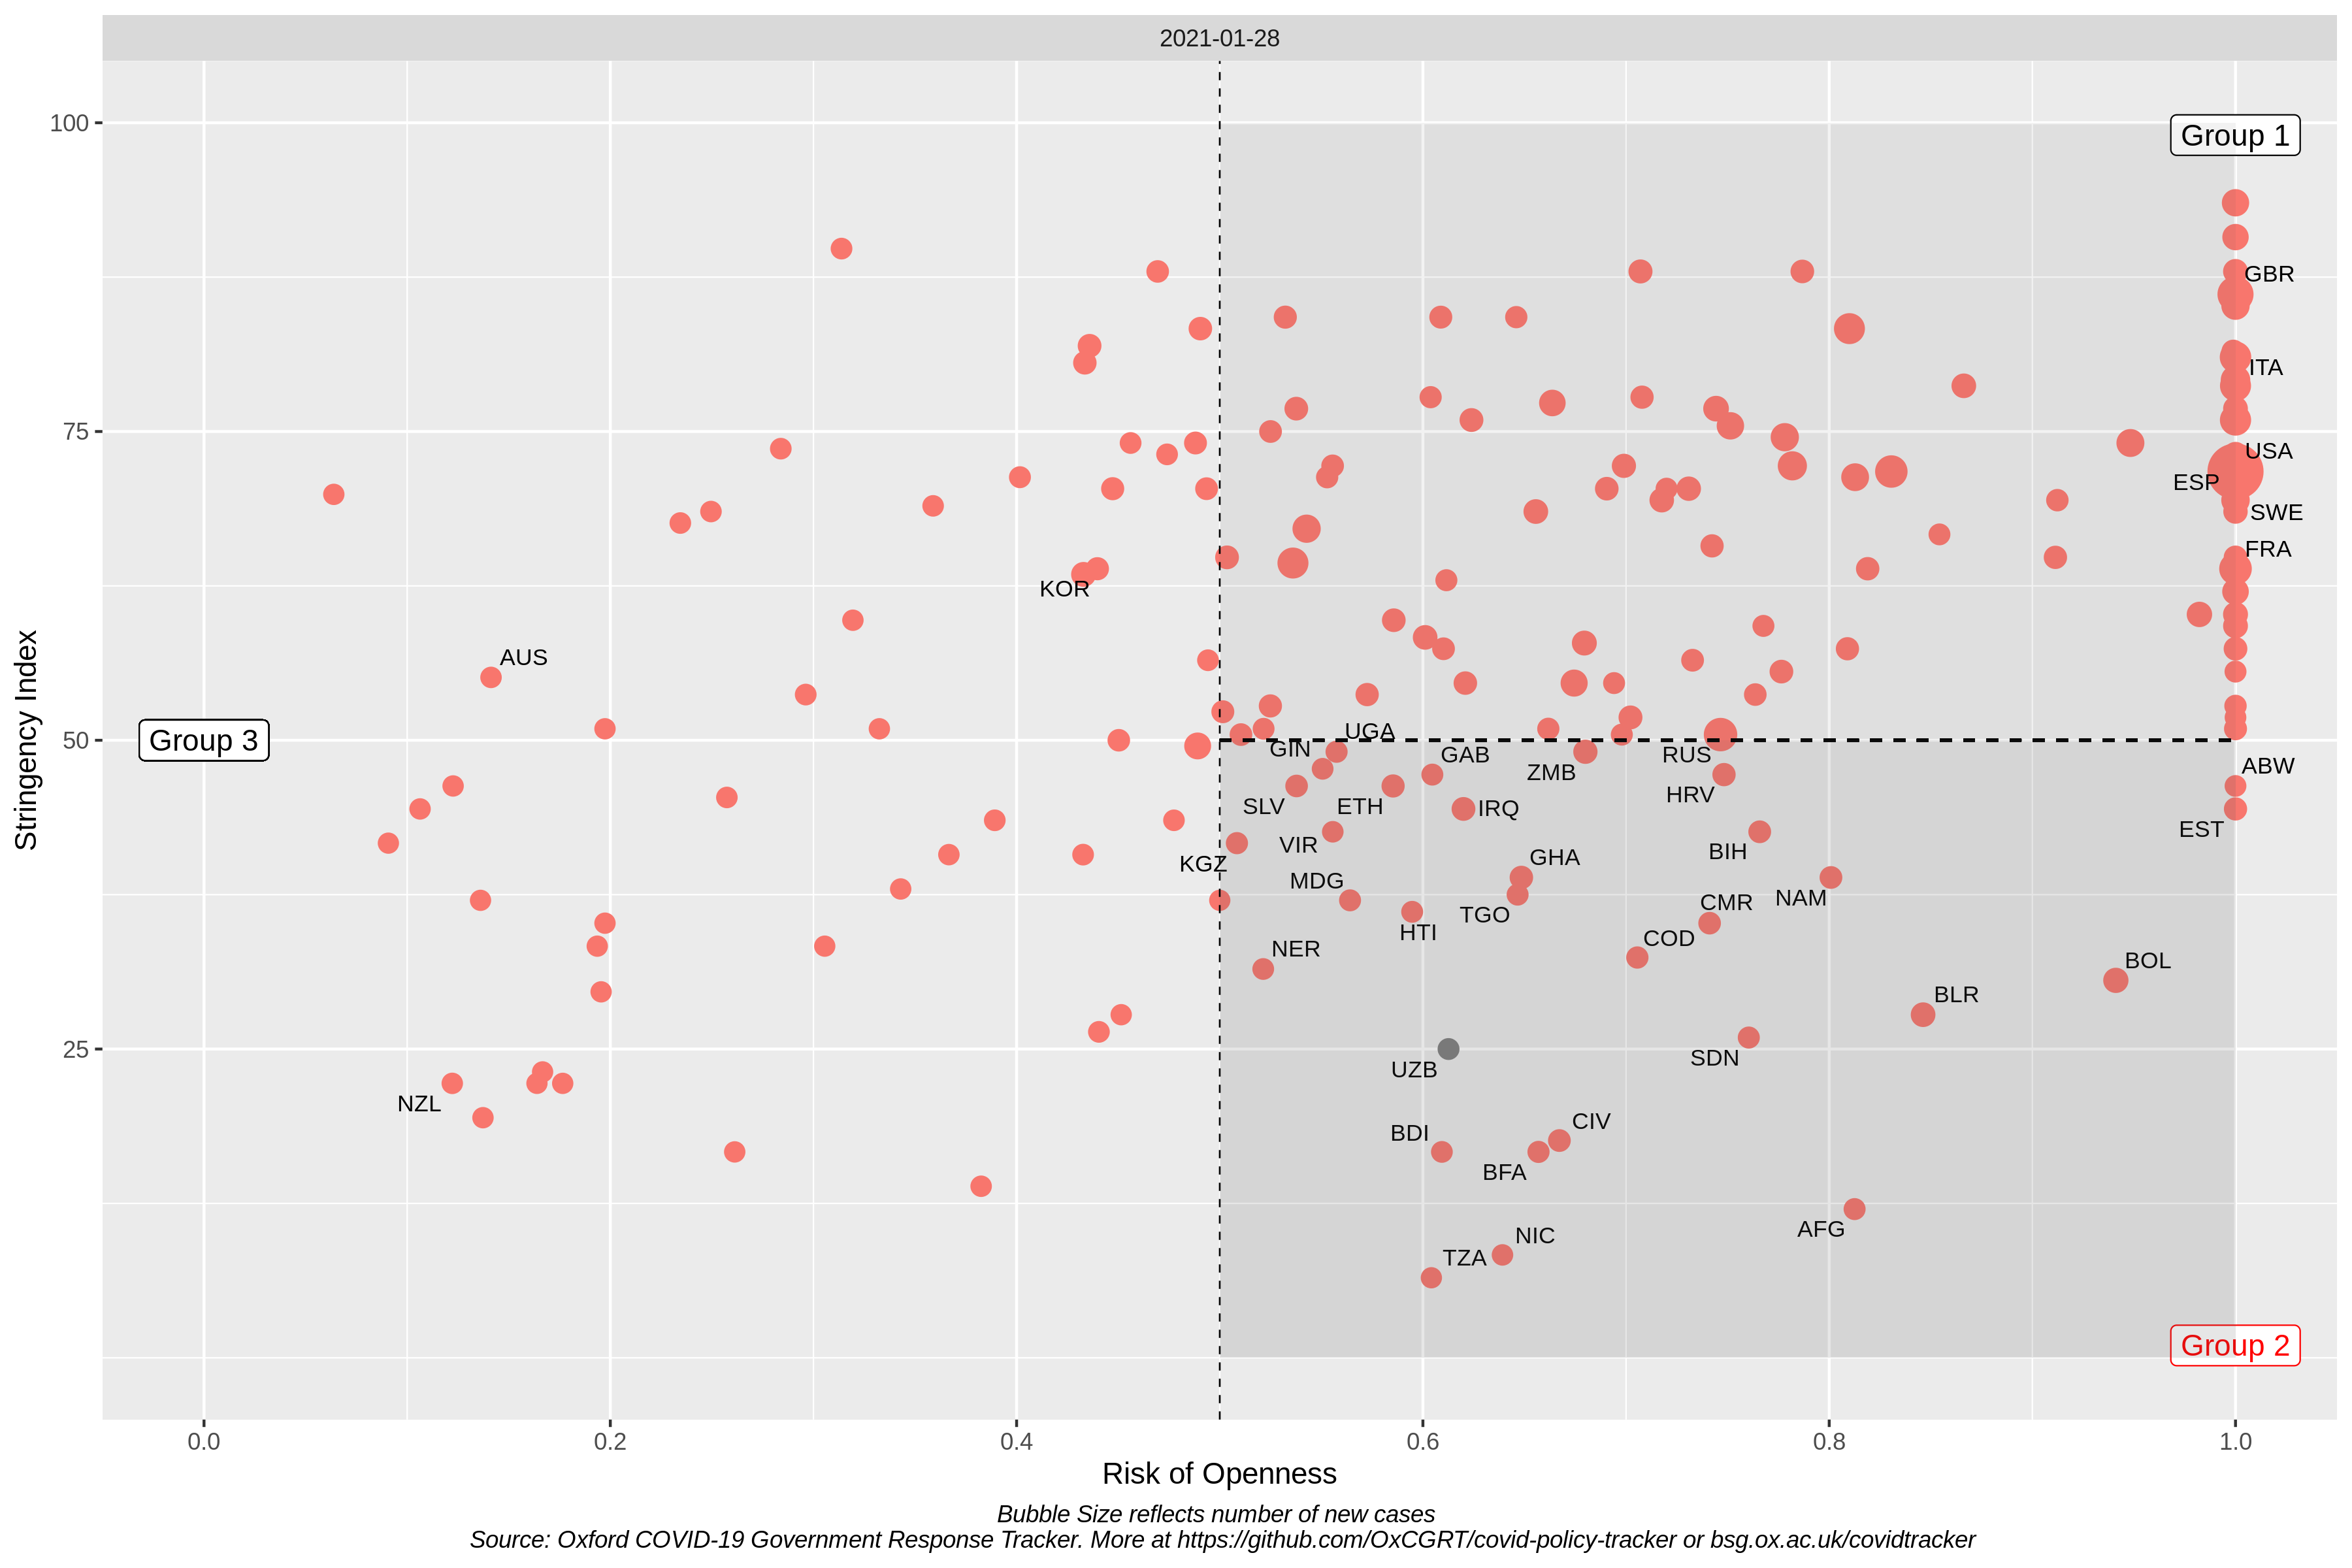 2021-01-28
100
Group 1
GBR
ITA
75
USA
ESP
SWE
FRA
KOR
AUS
UGA
50
Group 3
GIN
GAB
RUS
ZMB
ABW
HRV
SLV
ETH
IRQ
EST
VIR
BIH
KGZ
GHA
MDG
NAM
CMR
TGO
HTI
COD
NER
BOL
BLR
25
SDN
UZB
NZL
CIV
BDI
BFA
AFG
NIC
TZA
Group 2
Stringency Index
0.0 0.2 0.4 0.6 0.8 1.0
Risk of Openness
Bubble Size reflects number of new cases
Source: Oxford COVID-19 Government Response Tracker. More at https://github.com/OxCGRT/covid-policy-tracker or bsg.ox.ac.uk/covidtracker